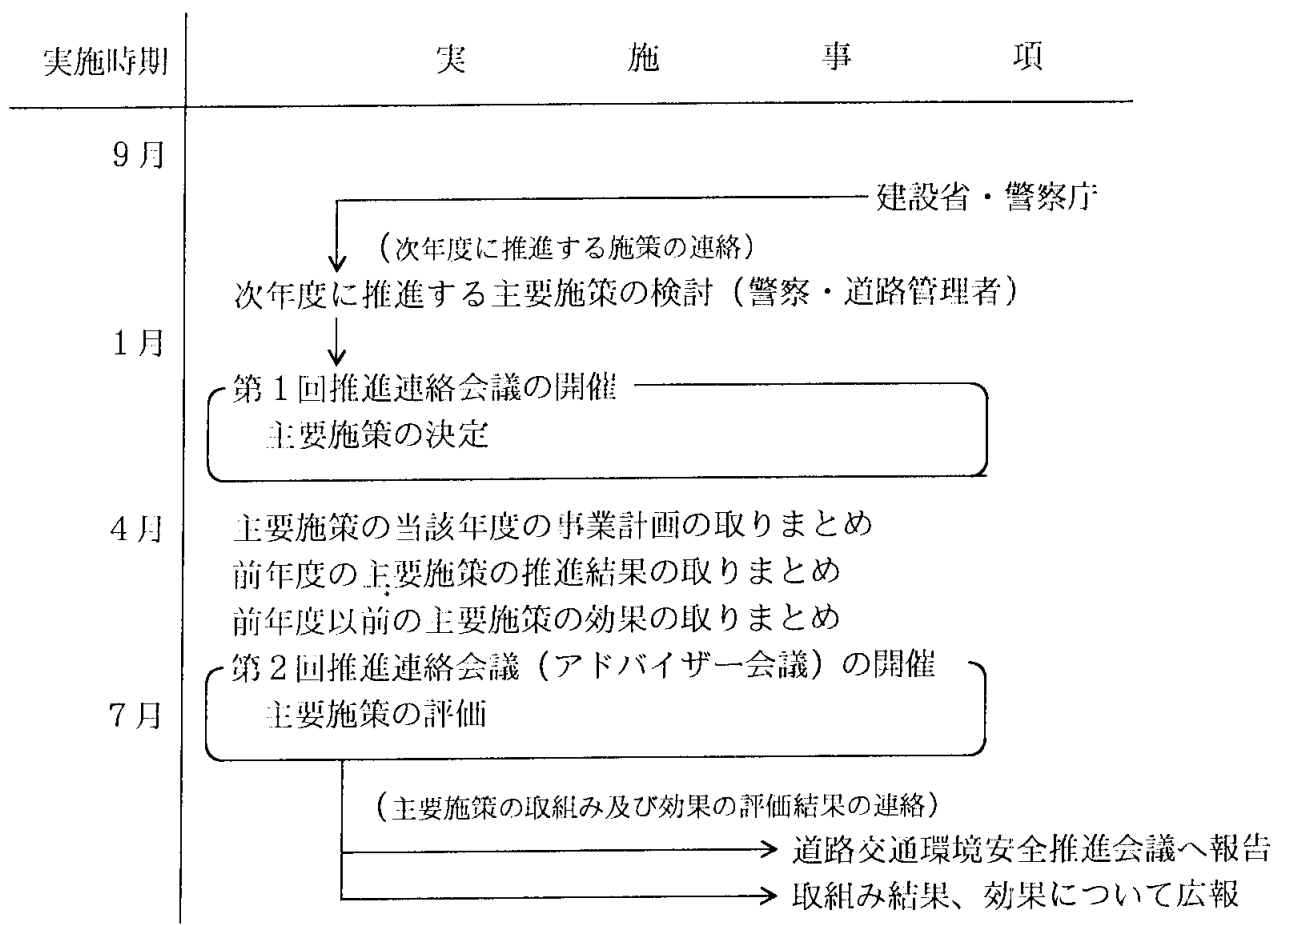 実施時期 実施事項
9月
建設省・警察庁
(次年度に推進する施策の連絡)
次年度に推進する主要施策の検討(警察・道路管理者)
1月
第1回推進連絡会議の開催
主要施策の決定
4月 主要施策の当該年度の事業計画の取りまとめ
前年度の主要施策の推進結果の取りまとめ
前年度以前の主要施策の効果の取りまとめ
第2回推進連絡会議(アドバイザー会議)の開催
7月 主要施策の評価
(主要施策の取組み及び効果の評価結果の連絡)
道路交通環境安全推進会議へ報告
取組み結果、効果について広報